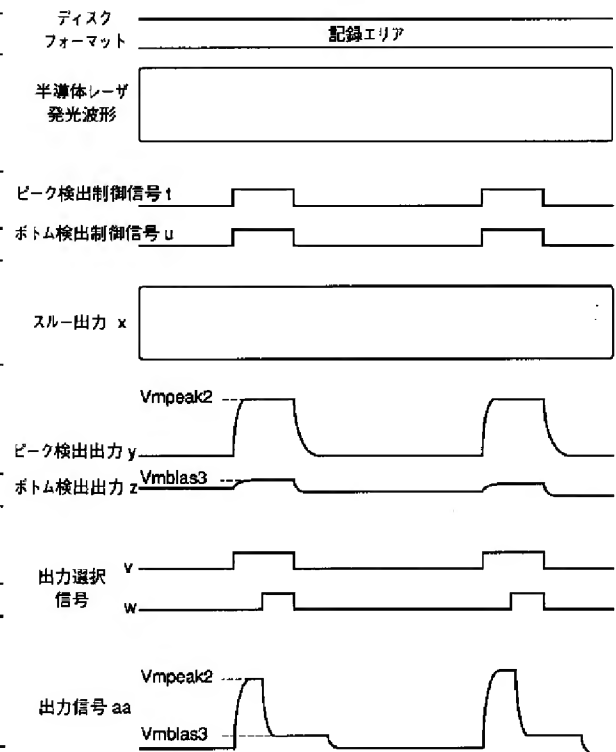 ディスク
フォーマット
記録エリア
半導体レーザ
発光波形
ピーク検出制御信号 t
ボトム検出制御信号 u
スルー出力 x
Vmpeak2
ピーク検出出力 y
Vmbias3
ボトム検出出力 z
出力選択
信号
v
w
Vmpeak2
出力信号 aa
Vmbias3